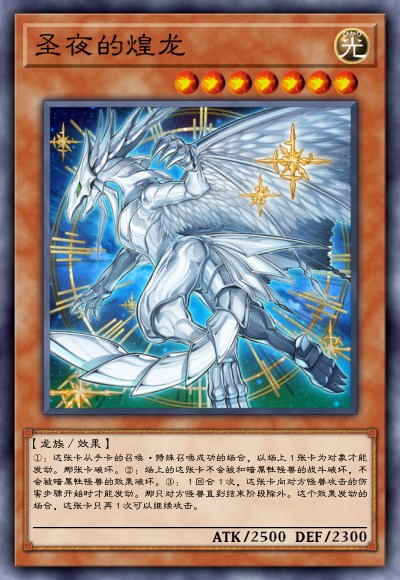 圣夜的煌龙
光
ひかり
【龙族／效果】
①：这张卡从手卡的召唤·特殊召唤成功的场合，以场上1张卡为对象才能
发动。那张卡破坏。②：场上的这张卡不会被和暗属性怪兽的战斗破坏，不
会被暗属性怪兽的效果破坏。③：1回合1次，这张卡向对方怪兽攻击的伤
害步骤开始时才能发动。那只对方怪兽直到结束阶段除外。这个效果发动的
场合，这张卡只再1次可以继续攻击。
ATK/2500 DEF/2300